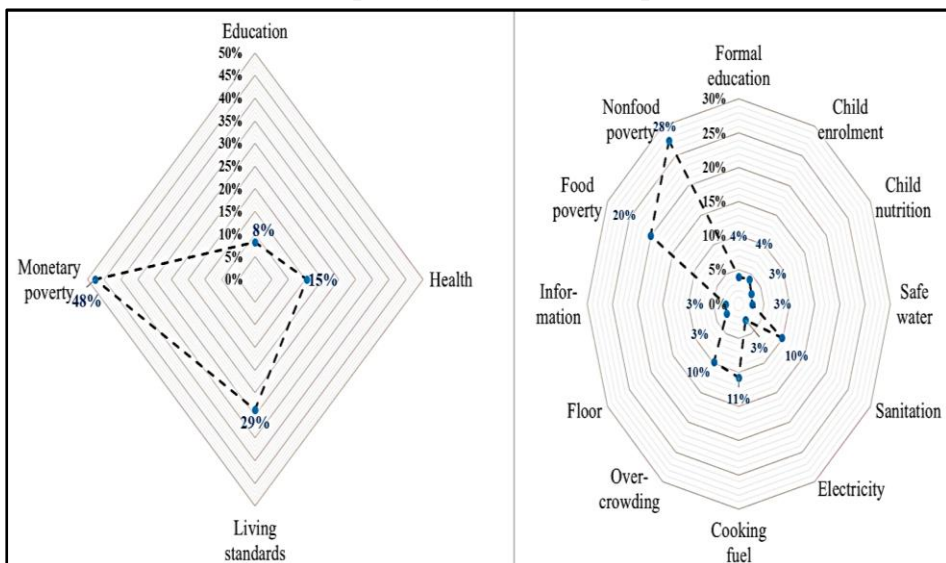 Education
50%
45%
40%
35%
30%
25%
20%
15%
10%
5%
0%
8%
Monetary
poverty
48%
15%
Health
29%
Living
standards
Formal
education
30%
25%
20%
15%
10%
5%
0%
Nonfood
poverty
28%
Child
enrolment
Food
poverty
20%
Child
nutrition
4%
4%
3%
Infor-
mation
3%
3%
Safe
water
3%
3%
10%
10%
11%
Floor
Sanitation
Over-
crowding
Electricity
Cooking
fuel